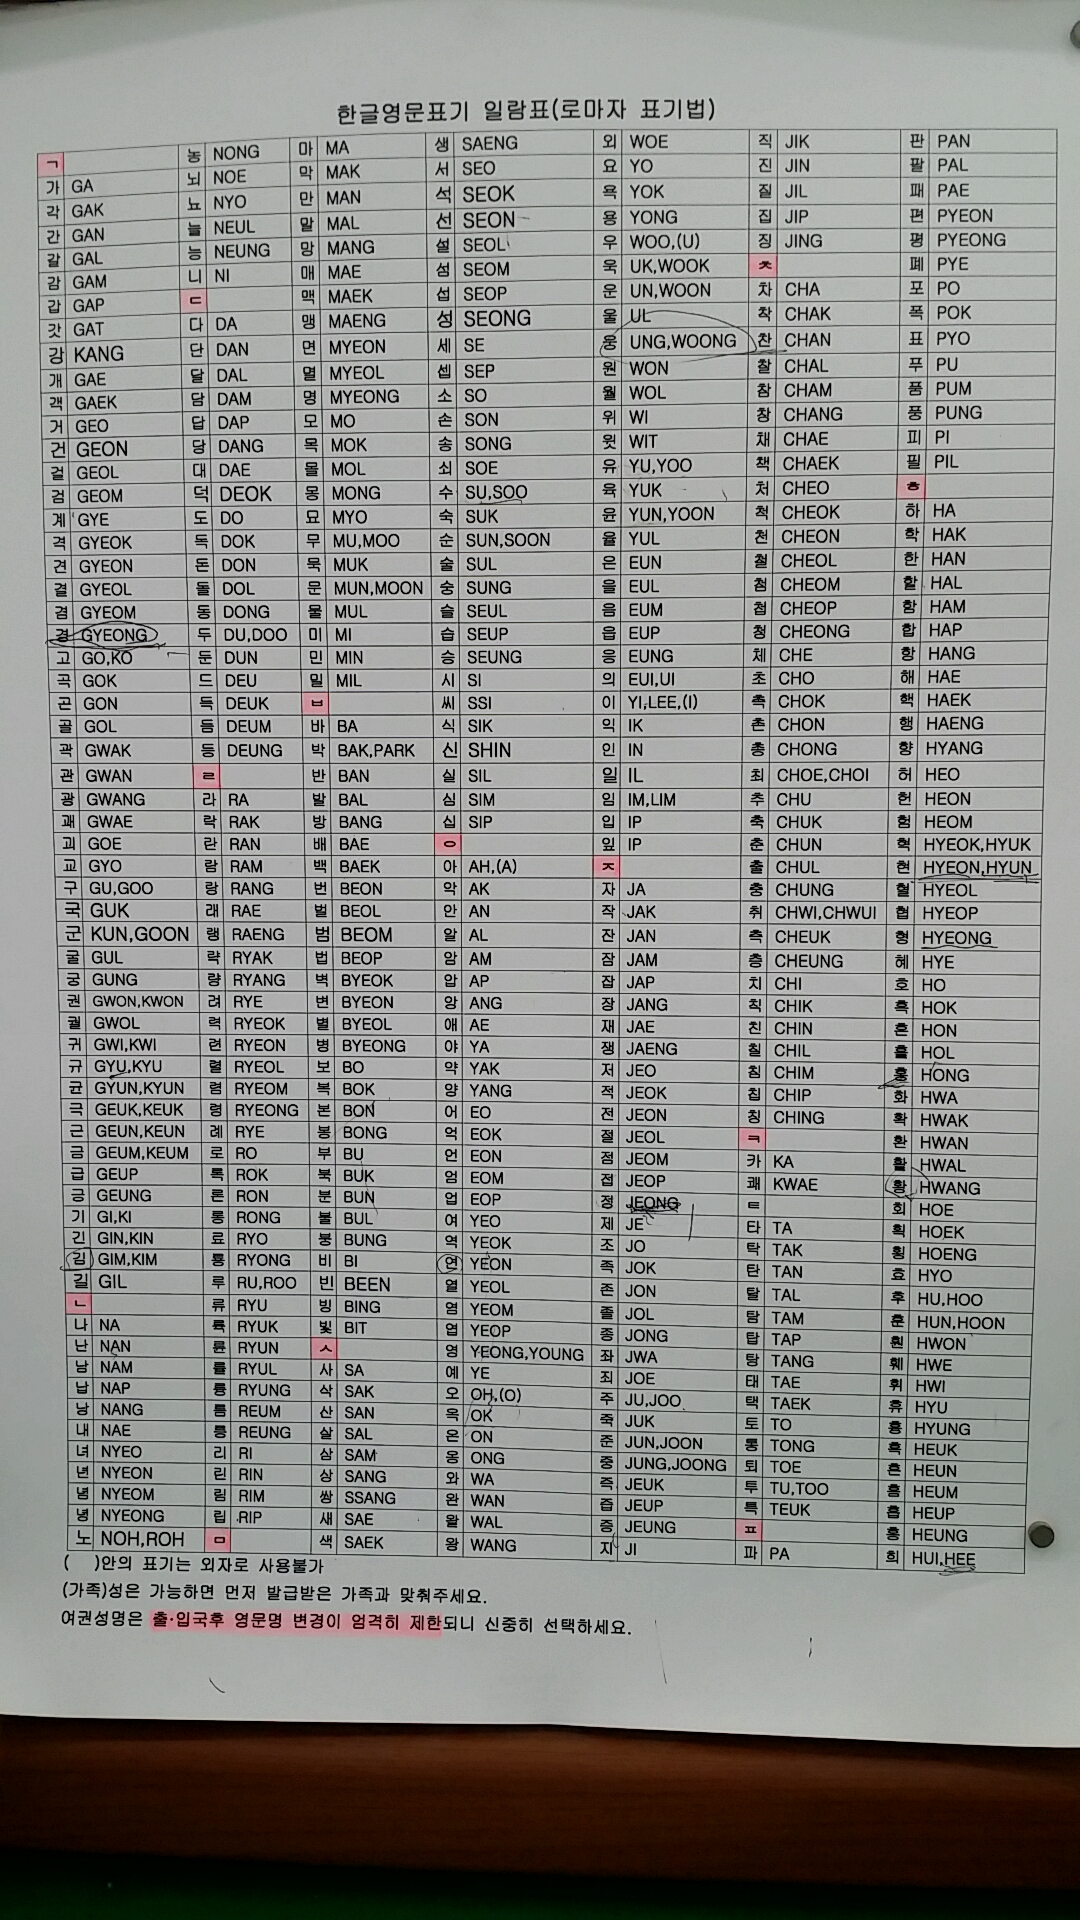 한글영문표기 일람표(로마자 표기법)
ㄱ
가 GA
각 GAK
간 GAN
갈 GAL
감 GAM
갑 GAP
갓 GAT
강 KANG
개 GAE
객 GAEK
거 GEO
건 GEON
걸 GEOL
검 GEOM
계 GYE
격 GYEOK
견 GYEON
결 GYEOL
겸 GYEOM
경 GYEONG
고 GO,KO
곡 GOK
곤 GON
골 GOL
곽 GWAK
관 GWAN
광 GWANG
괘 GWAE
괴 GOE
교 GYO
구 GU,GOO
국 GUK
군 KUN,GOON
굴 GUL
궁 GUNG
권 GWON,KWON
궐 GWOL
귀 GWI,KWI
규 GYU,KYU
균 GYUN,KYUN
극 GEUK,KEUK
근 GEUN,KEUN
금 GEUM,KEUM
급 GEUP
긍 GEUNG
기 GI,KI
긴 GIN,KIN
김 GIM,KIM
길 GIL
ㄴ
나 NA
난 NAN
남 NAM
납 NAP
낭 NANG
내 NAE
녀 NYEO
년 NYEON
념 NYEOM
녕 NYEONG
노 NOH,ROH
농 NONG
뇌 NOE
뇨 NYO
늘 NEUL
능 NEUNG
니 NI
ㄷ
다 DA
단 DAN
달 DAL
담 DAM
답 DAP
당 DANG
대 DAE
덕 DEOK
도 DO
독 DOK
돈 DON
돌 DOL
동 DONG
두 DU,DOO
둔 DUN
드 DEU
득 DEUK
듬 DEUM
등 DEUNG
ㄹ
라 RA
락 RAK
란 RAN
람 RAM
랑 RANG
래 RAE
랭 RAENG
략 RYAK
량 RYANG
려 RYE
력 RYEOK
련 RYEON
렬 RYEOL
렴 RYEOM
령 RYEONG
례 RYE
로 RO
록 ROK
론 RON
롱 RONG
료 RYO
룡 RYONG
루 RU,ROO
류 RYU
륙 RYUK
륜 RYUN
률 RYUL
륭 RYUNG
름 REUM
릉 REUNG
리 RI
린 RIN
림 RIM
립 RIP
ㅁ
마 MA
막 MAK
만 MAN
말 MAL
망 MANG
매 MAE
맥 MAEK
맹 MAENG
면 MYEON
멸 MYEOL
명 MYEONG
모 MO
목 MOK
몰 MOL
몽 MONG
묘 MYO
무 MU,MOO
묵 MUK
문 MUN,MOON
물 MUL
미 MI
민 MIN
밀 MIL
ㅂ
바 BA
박 BAK,PARK
반 BAN
발 BAL
방 BANG
배 BAE
백 BAEK
번 BEON
벌 BEOL
범 BEOM
법 BEOP
벽 BYEOK
변 BYEON
별 BYEOL
병 BYEONG
보 BO
복 BOK
본 BON
봉 BONG
부 BU
북 BUK
분 BUN
불 BUL
붕 BUNG
비 BI
빈 BEEN
빙 BING
빛 BIT
ㅅ
사 SA
삭 SAK
산 SAN
살 SAL
삼 SAM
상 SANG
쌍 SSANG
새 SAE
색 SAEK
생 SAENG
서 SEO
석 SEOK
선 SEON
설 SEOL
섬 SEOM
섭 SEOP
성 SEONG
세 SE
셉 SEP
소 SO
손 SON
송 SONG
쇠 SOE
수 SU,SOO
숙 SUK
순 SUN,SOON
술 SUL
숭 SUNG
슬 SEUL
습 SEUP
승 SEUNG
시 SI
씨 SSI
식 SIK
신 SHIN
실 SIL
심 SIM
십 SIP
ㅇ
아 AH,(A)
악 AK
안 AN
알 AL
암 AM
압 AP
앙 ANG
애 AE
야 YA
약 YAK
양 YANG
어 EO
억 EOK
언 EON
엄 EOM
업 EOP
여 YEO
역 YEOK
연 YEON
열 YEOL
염 YEOM
엽 YEOP
영 YEONG,YOUNG
예 YE
오 OH,(O)
옥 OK
온 ON
옹 ONG
와 WA
완 WAN
왈 WAL
왕 WANG
외 WOE
요 YO
욕 YOK
용 YONG
우 WOO,(U)
욱 UK,WOOK
운 UN,WOON
울 UL
웅 UNG,WOONG
원 WON
월 WOL
위 WI
윗 WIT
유 YU,YOO
육 YUK
윤 YUN,YOON
율 YUL
은 EUN
을 EUL
음 EUM
읍 EUP
응 EUNG
의 EUI,UI
이 YI,LEE,(I)
익 IK
인 IN
일 IL
임 IM,LIM
입 IP
잎 IP
ㅈ
자 JA
작 JAK
잔 JAN
잠 JAM
잡 JAP
장 JANG
재 JAE
쟁 JAENG
저 JEO
적 JEOK
전 JEON
절 JEOL
점 JEOM
접 JEOP
정 JEONG
제 JE
조 JO
족 JOK
존 JON
졸 JOL
종 JONG
좌 JWA
죄 JOE
주 JU,JOO
죽 JUK
준 JUN,JOON
중 JUNG,JOONG
즉 JEUK
즙 JEUP
증 JEUNG
지 JI
직 JIK
진 JIN
질 JIL
집 JIP
징 JING
ㅊ
차 CHA
착 CHAK
찬 CHAN
찰 CHAL
참 CHAM
창 CHANG
채 CHAE
책 CHAEK
처 CHEO
척 CHEOK
천 CHEON
철 CHEOL
첨 CHEOM
첩 CHEOP
청 CHEONG
체 CHE
초 CHO
촉 CHOK
촌 CHON
총 CHONG
최 CHOE,CHOI
추 CHU
축 CHUK
춘 CHUN
출 CHUL
충 CHUNG
취 CHWI,CHWUI
측 CHEUK
층 CHEUNG
치 CHI
칙 CHIK
친 CHIN
칠 CHIL
침 CHIM
칩 CHIP
칭 CHING
ㅋ
카 KA
쾌 KWAE
ㅌ
타 TA
탁 TAK
탄 TAN
탈 TAL
탐 TAM
탑 TAP
탕 TANG
태 TAE
택 TAEK
토 TO
통 TONG
퇴 TOE
투 TU,TOO
특 TEUK
ㅍ
파 PA
판 PAN
팔 PAL
패 PAE
편 PYEON
평 PYEONG
폐 PYE
포 PO
폭 POK
표 PYO
푸 PU
품 PUM
풍 PUNG
피 PI
필 PIL
ㅎ
하 HA
학 HAK
한 HAN
할 HAL
함 HAM
합 HAP
항 HANG
해 HAE
핵 HAEK
행 HAENG
향 HYANG
허 HEO
헌 HEON
험 HEOM
혁 HYEOK,HYUK
현 HYEON,HYUN
혈 HYEOL
협 HYEOP
형 HYEONG
혜 HYE
호 HO
혹 HOK
혼 HON
홀 HOL
홍 HONG
화 HWA
확 HWAK
환 HWAN
활 HWAL
황 HWANG
회 HOE
획 HOEK
횡 HOENG
효 HYO
후 HU,HOO
훈 HUN,HOON
훤 HWON
훼 HWE
휘 HWI
휴 HYU
흉 HYUNG
흑 HEUK
흔 HEUN
흠 HEUM
흡 HEUP
흥 HEUNG
희 HUI,HEE
( )안의 표기는 외자로 사용불가
(가족)성은 가능하면 먼저 발급받은 가족과 맞춰주세요.
여권성명은 출·입국후 영문명 변경이 엄격히 제한되니 신중히 선택하세요.